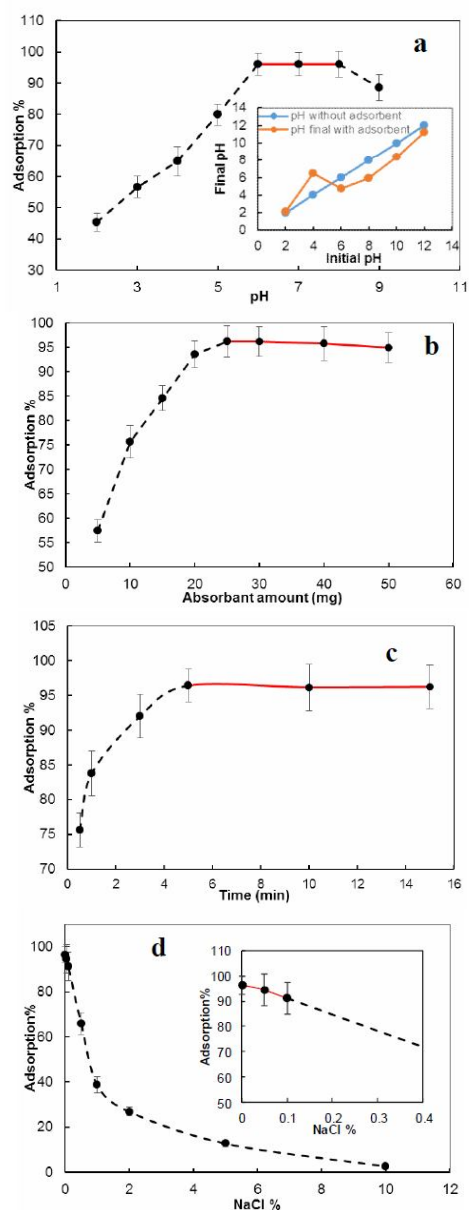 a
110
100
90
80
70
60
50
40
30
Adsorption %
1 3 5 7 9 11
pH
pH without adsorbent
pH final with adsorbent
14
12
10
8
6
4
2
0
Final pH
0 2 4 6 8 10 12 14
Initial pH
b
100
95
90
85
80
75
70
65
60
55
50
Adsorption %
0 10 20 30 40 50 60
Absorbant amount (mg)
c
105
100
95
90
85
80
75
70
Adsorption %
0 2 4 6 8 10 12 14 16
Time (min)
d
100
80
60
40
20
0
Adsorption%
0 2 4 6 8 10 12
NaCl %
110
100
90
80
70
60
50
Adsorption%
0 0.1 0.2 0.3 0.4
NaCl %